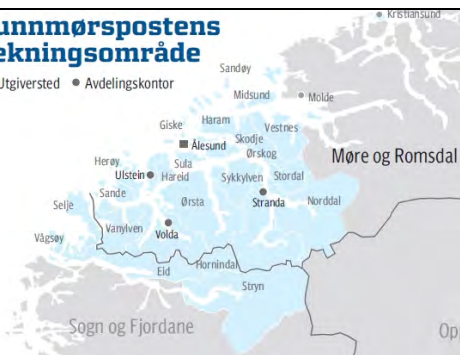 unnmørspostens
ekningsområde
Utgiversted ● Avdelingskontor
Kristiansund
Sandøy
Midsund
Molde
Giske
Haram
Vestnes
Ålesund
Skodje
Ørskog
Møre og Romsdal
Herøy
Sula
Ulstein
Hareid
Sykkylven
Stordal
Sande
Ørsta
Stranda
Norddal
Selje
Vanylven
Volda
Vågsøy
Eid
Hornindal
Stryn
Sogn og Fjordane
Op